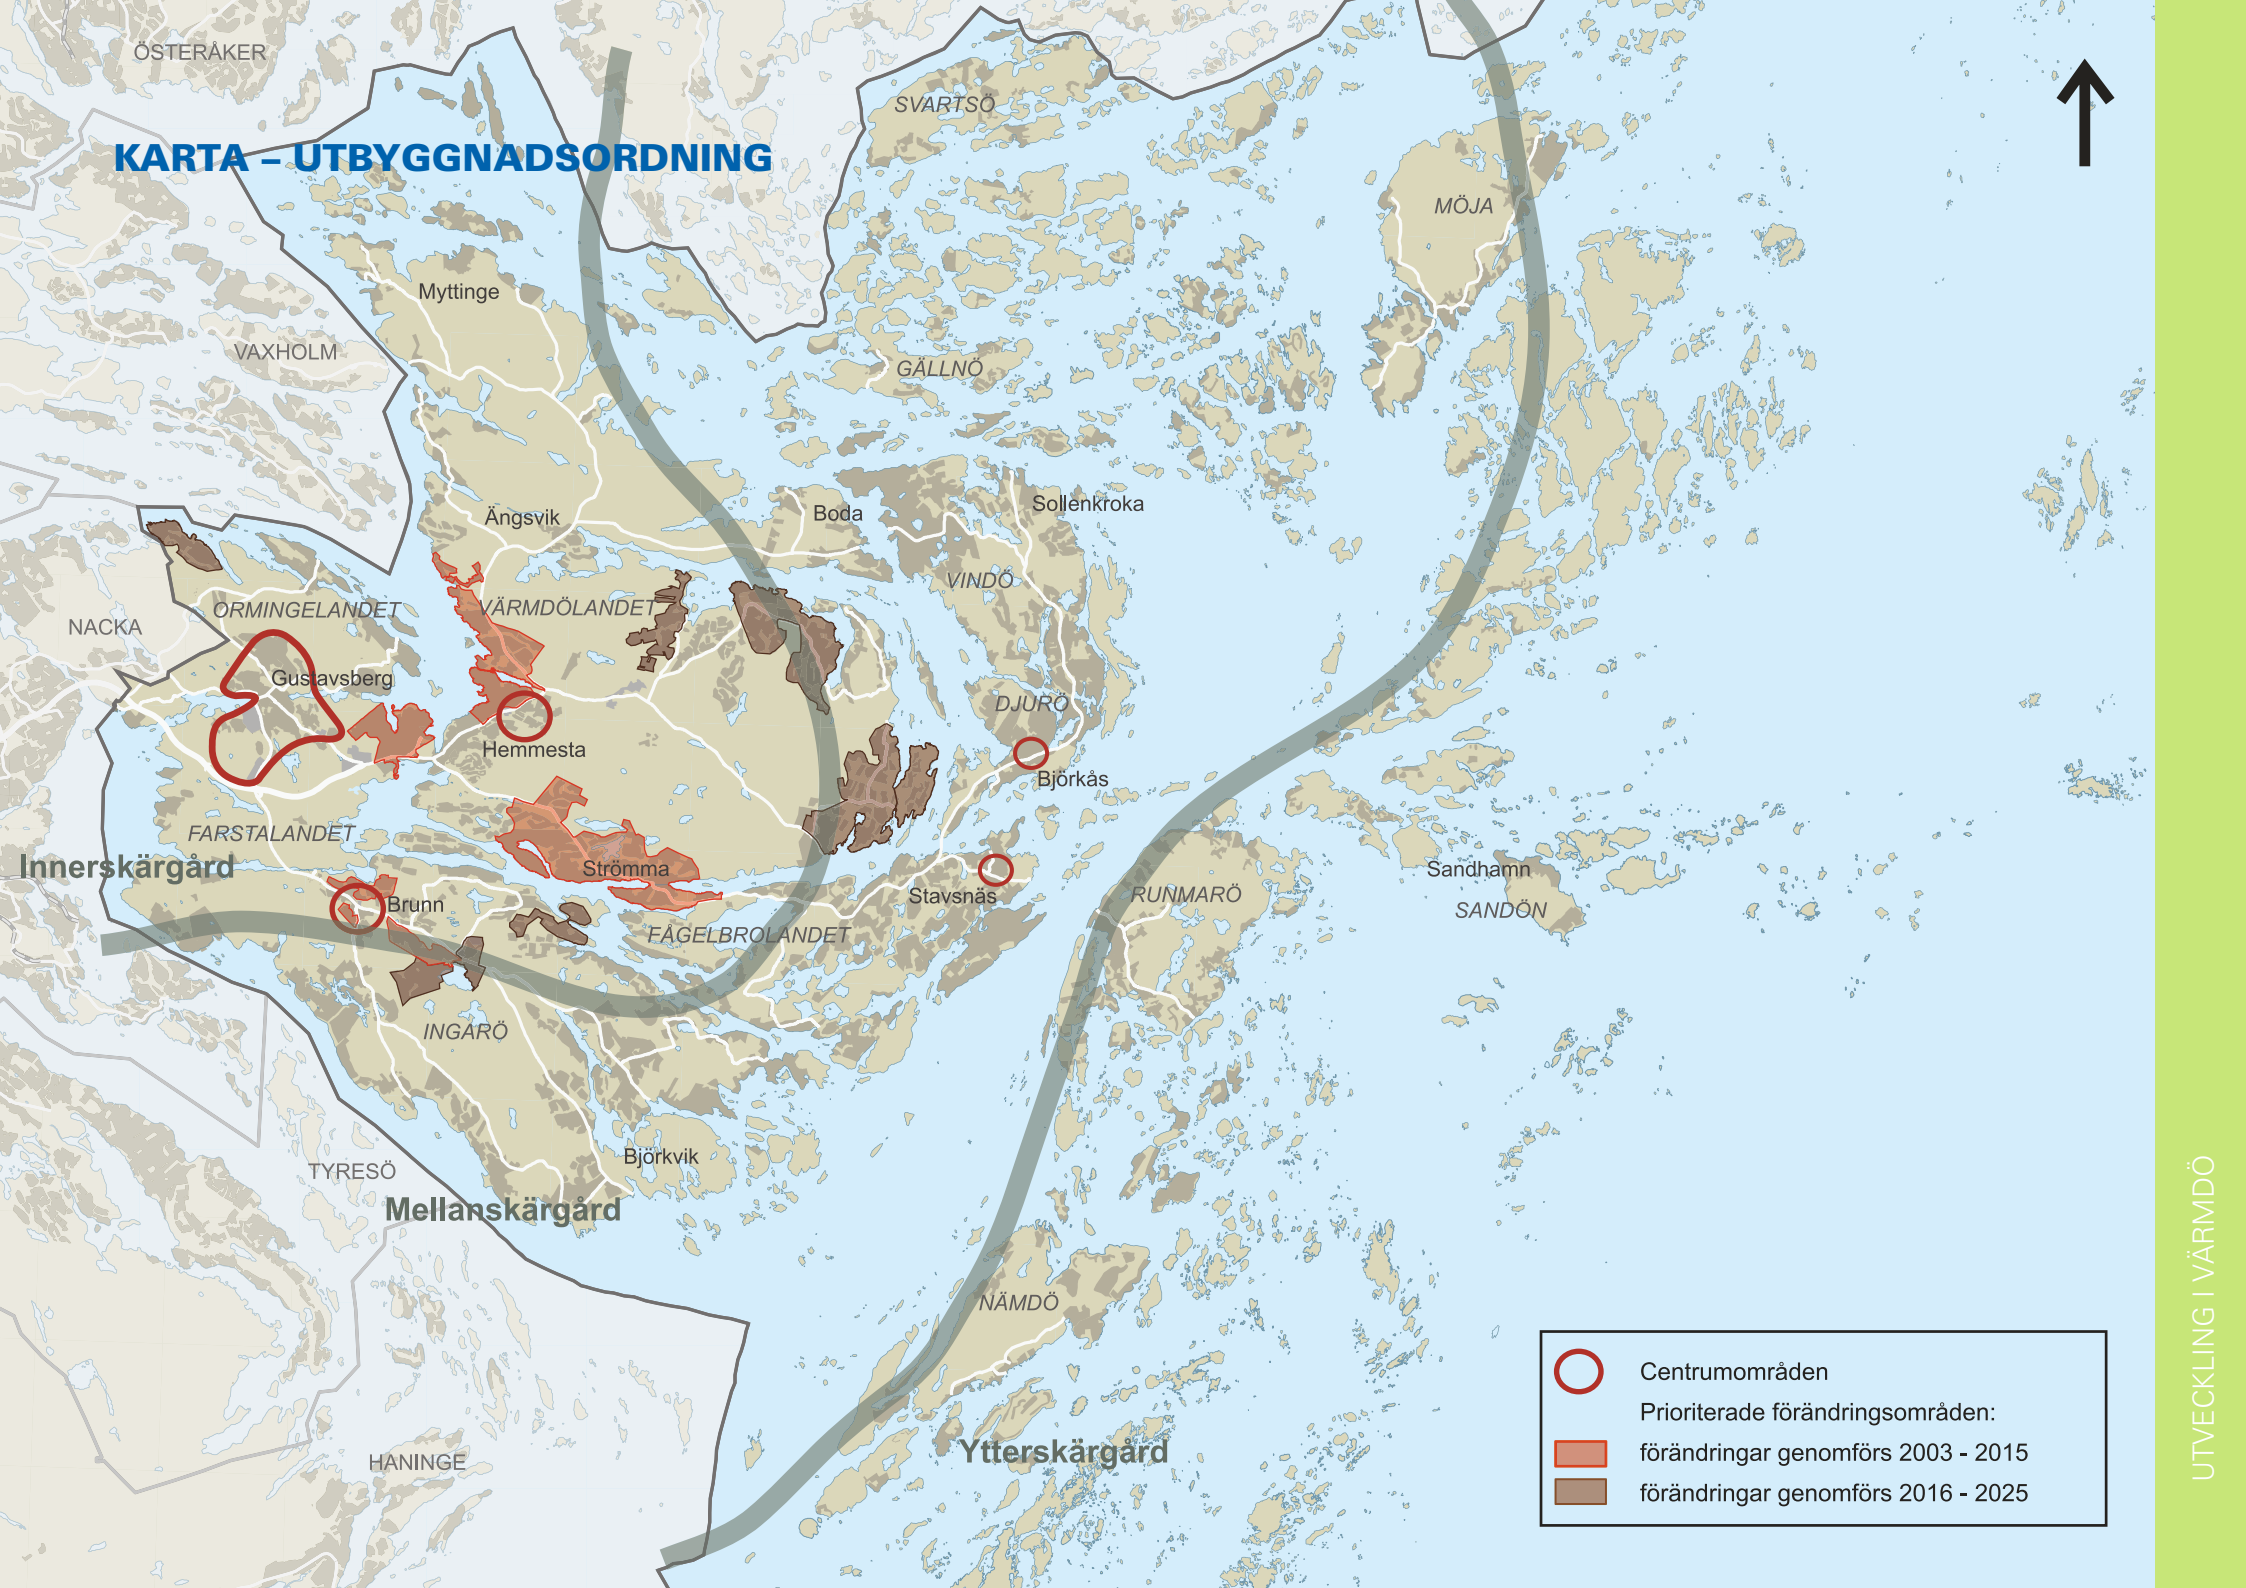 KARTA – UTBYGGNADSORDNING
ÖSTERÅKER
SVARTSÖ
MÖJA
Myttinge
VAXHOLM
GÄLLNÖ
Ängsvik
Boda
Sollenkroka
VINDÖ
ORMINGELANDET
VÄRMDÖLANDET
NACKA
Gustavsberg
DJURÖ
Hemmesta
Björkås
FARSTALANDET
Innerskärgård
Strömma
Sandhamn
Brunn
Stavsnäs
RUNMARÖ
SANDÖN
FÅGELBROLANDET
INGARÖ
Björkvik
TYRESÖ
Mellanskärgård
NÄMDÖ
Ytterskärgård
HANINGE
Centrumområden
Prioriterade förändringsområden:
förändringar genomförs 2003 - 2015
förändringar genomförs 2016 - 2025
UTVECKLING I VÄRMDÖ